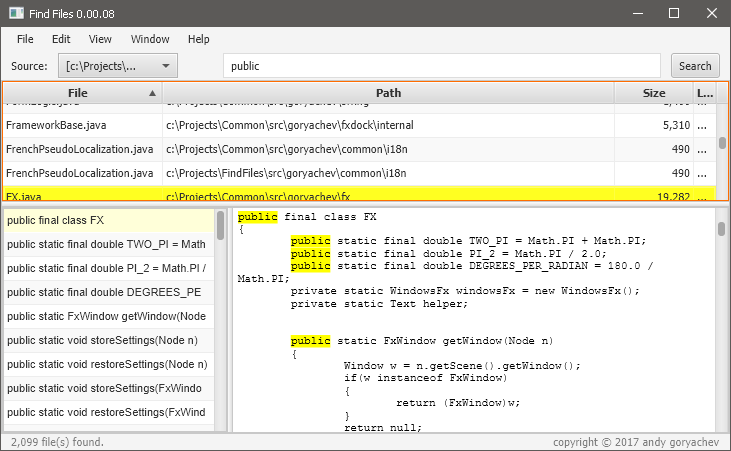 Find Files 0.00.08
File Edit View Window Help
Source: [c:\Projects\... public Search
File Path Size L...
FrameworkBase.java c:\Projects\Common\src\goryachev\fxdock\internal 5,310 ...
FrenchPseudoLocalization.java c:\Projects\Common\src\goryachev\common\i18n 490 ...
FrenchPseudoLocalization.java c:\Projects\FindFiles\src\goryachev\common\i18n 490 ...
FX.java c:\Projects\Common\src\goryachev\fx 19,282 ...
public final class FX
public static final double TWO_PI = Math
public static final double PI_2 = Math.PI /
public static final double DEGREES_PE
public static FxWindow getWindow(Node
public static void storeSettings(Node n)
public static void restoreSettings(Node n)
public static void storeSettings(FxWindo
public static void restoreSettings(FxWind
public final class FX
{
public static final double TWO_PI = Math.PI + Math.PI;
public static final double PI_2 = Math.PI / 2.0;
public static final double DEGREES_PER_RADIAN = 180.0 /
Math.PI;
private static WindowsFx windowsFx = new WindowsFx();
private static Text helper;
public static FxWindow getWindow(Node n)
{
Window w = n.getScene().getWindow();
if(w instanceof FxWindow)
{
return (FxWindow)w;
}
return null;
2,099 file(s) found. copyright © 2017 andy goryachev